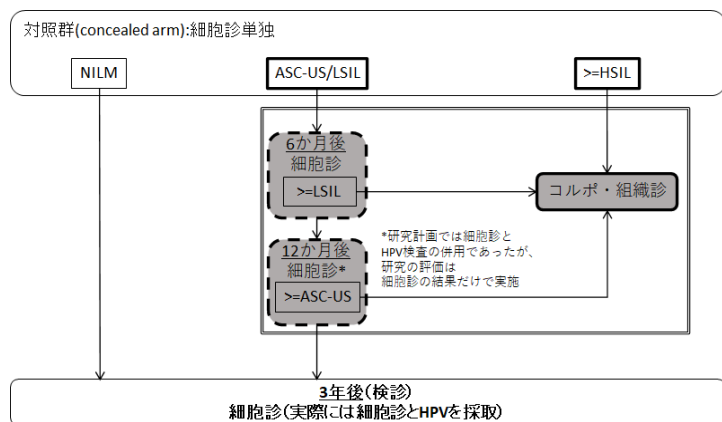 対照群(concealed arm):細胞診単独
NILM
ASC-US/LSIL
>=HSIL
6か月後
細胞診
>=LSIL
コルポ・組織診
12か月後
細胞診*
>=ASC-US
*研究計画では細胞診と
HPV検査の併用であったが、
研究の評価は
細胞診の結果だけで実施
3年後(検診)
細胞診(実際には細胞診とHPVを採取)